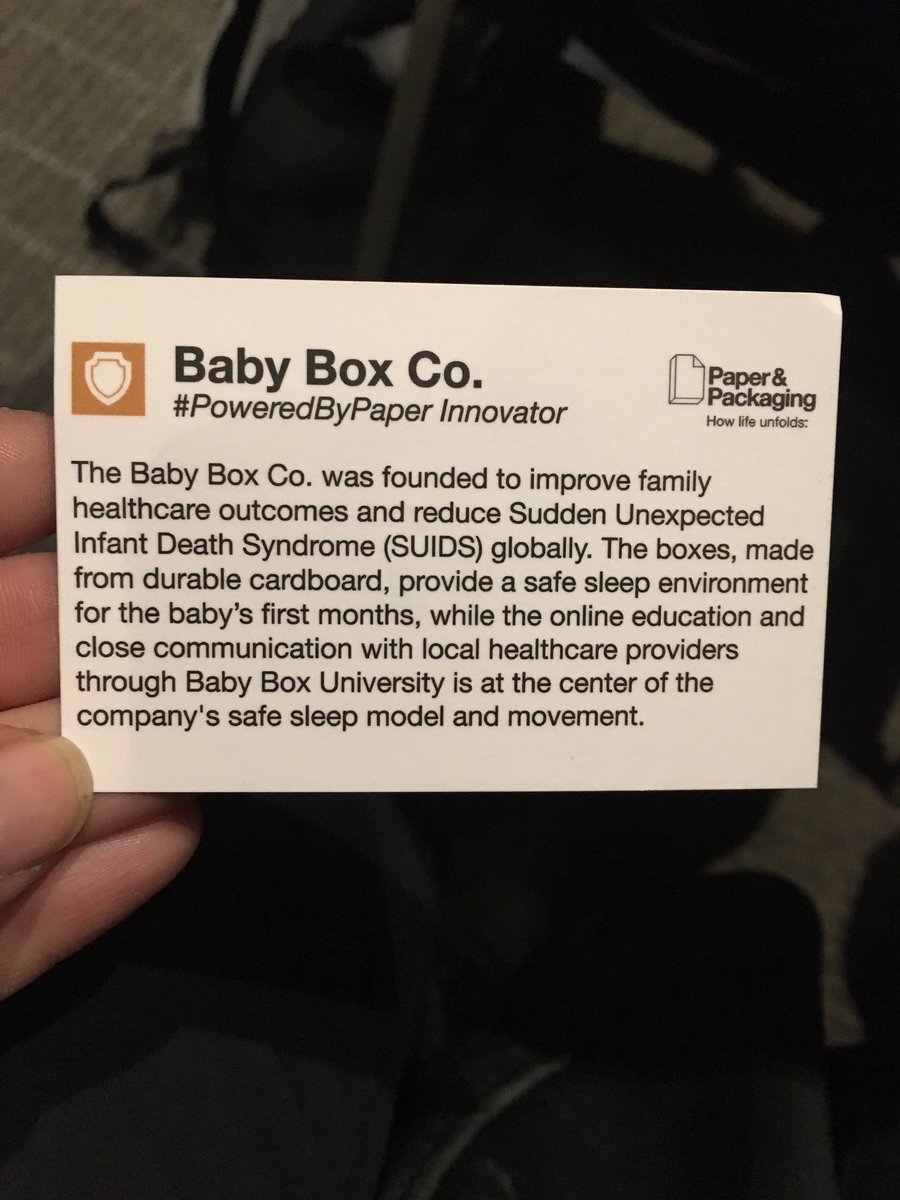 Baby Box Co.
#PoweredByPaper Innovator
Paper&
Packaging
How life unfolds:
The Baby Box Co. was founded to improve family
healthcare outcomes and reduce Sudden Unexpected
Infant Death Syndrome (SUIDS) globally. The boxes, made
from durable cardboard, provide a safe sleep environment
for the baby's first months, while the online education and
close communication with local healthcare providers
through Baby Box University is at the center of the
company's safe sleep model and movement.